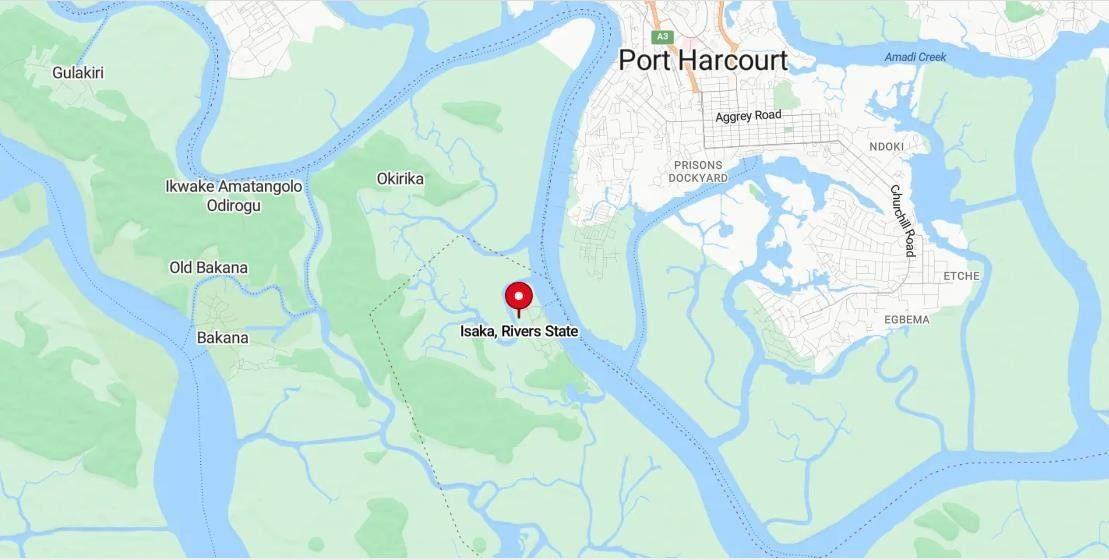 A3
Port Harcourt
Amadi Creek
Gulakiri
Aggrey Road
NDOKI
PRISONS
DOCKYARD
Okirika
Ikwake Amatangolo
Odirogu
Churchill Road
Old Bakana
ETCHE
Isaka, Rivers State
EGBEMA
Bakana